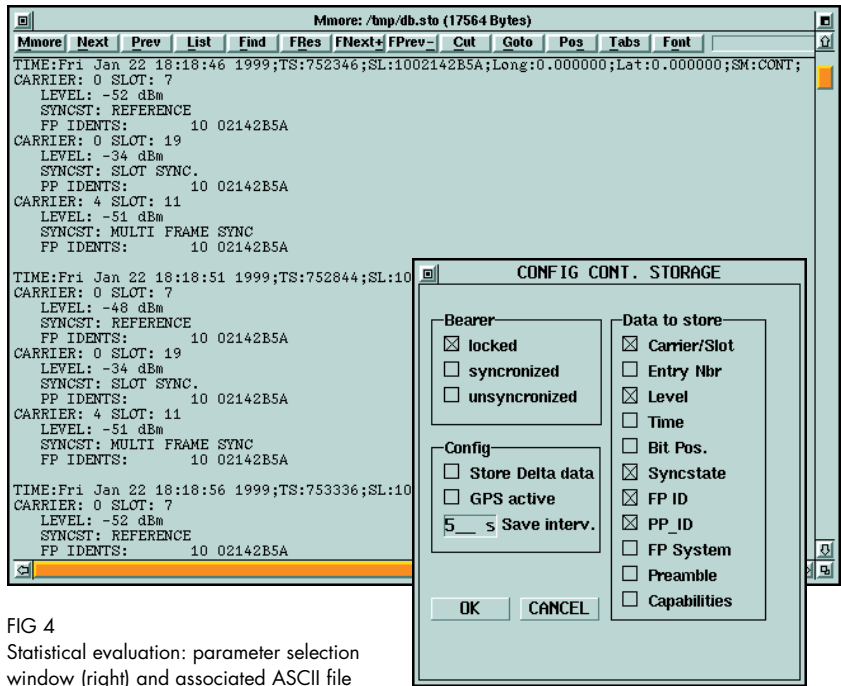 Mmore: /tmp/db.sto (17564 Bytes)
Mmore Next Prev List Find FRes FNext+ FPrev- Cut Goto Pos Tabs Font
TIME:Fri Jan 22 18:18:46 1999;TS:752346;SL:1002142B5A;Long:0.000000;Lat:0.000000;SM:CONT;
CARRIER: 0 SLOT: 7
LEVEL: -52 dBm
SYNCST: REFERENCE
FP IDENTS: 10 02142B5A
CARRIER: 0 SLOT: 19
LEVEL: -34 dBm
SYNCST: SLOT SYNC.
PP IDENTS: 10 02142B5A
CARRIER: 4 SLOT: 11
LEVEL: -51 dBm
SYNCST: MULTI FRAME SYNC
FP IDENTS: 10 02142B5A
TIME:Fri Jan 22 18:18:51 1999;TS:752844;SL:10
CARRIER: 0 SLOT: 7
LEVEL: -48 dBm
SYNCST: REFERENCE
FP IDENTS: 10 02142B5A
CARRIER: 0 SLOT: 19
LEVEL: -34 dBm
SYNCST: SLOT SYNC.
PP IDENTS: 10 02142B5A
CARRIER: 4 SLOT: 11
LEVEL: -51 dBm
SYNCST: MULTI FRAME SYNC
FP IDENTS: 10 02142B5A
TIME:Fri Jan 22 18:18:56 1999;TS:753336;SL:10
CARRIER: 0 SLOT: 7
LEVEL: -52 dBm
SYNCST: REFERENCE
FP IDENTS: 10 02142B5A
CONFIG CONT. STORAGE
Bearer
locked
syncronized
unsyncronized
Config
Store Delta data
GPS active
5__ s Save interv.
OK CANCEL
Data to store
Carrier/Slot
Entry Nbr
Level
Time
Bit Pos.
Syncstate
FP ID
PP_ID
FP System
Preamble
Capabilities
FIG 4
Statistical evaluation: parameter selection
window (right) and associated ASCII file